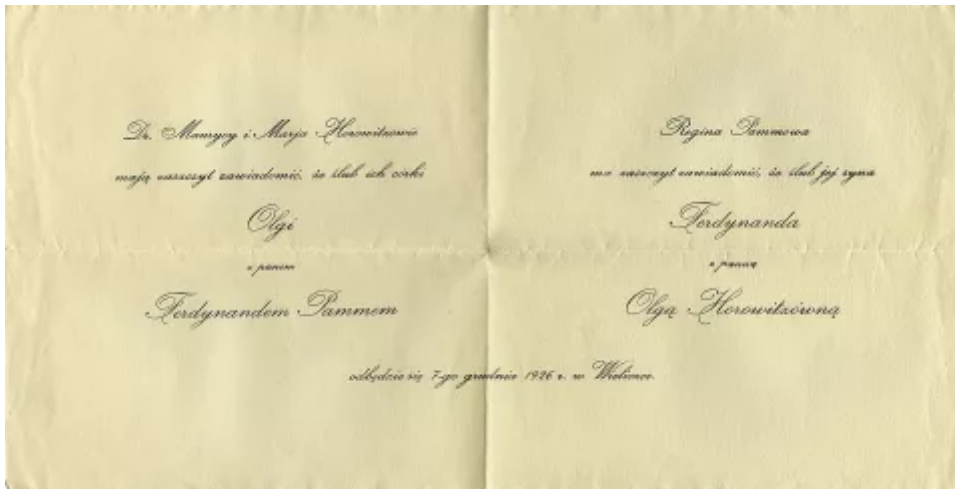 Dr. Maurycy i Marja Horowitzowie
mają zaszczyt zawiadomić, że ślub ich córki
Olgi
z panem
Ferdynandem Pammem
Regina Pammowa
ma zaszczyt zawiadomić, że ślub jej syna
Ferdynanda
z panną
Olgą Horowitzówną
odbędzie się 7-go grudnia 1926 r. w Wieliczce.